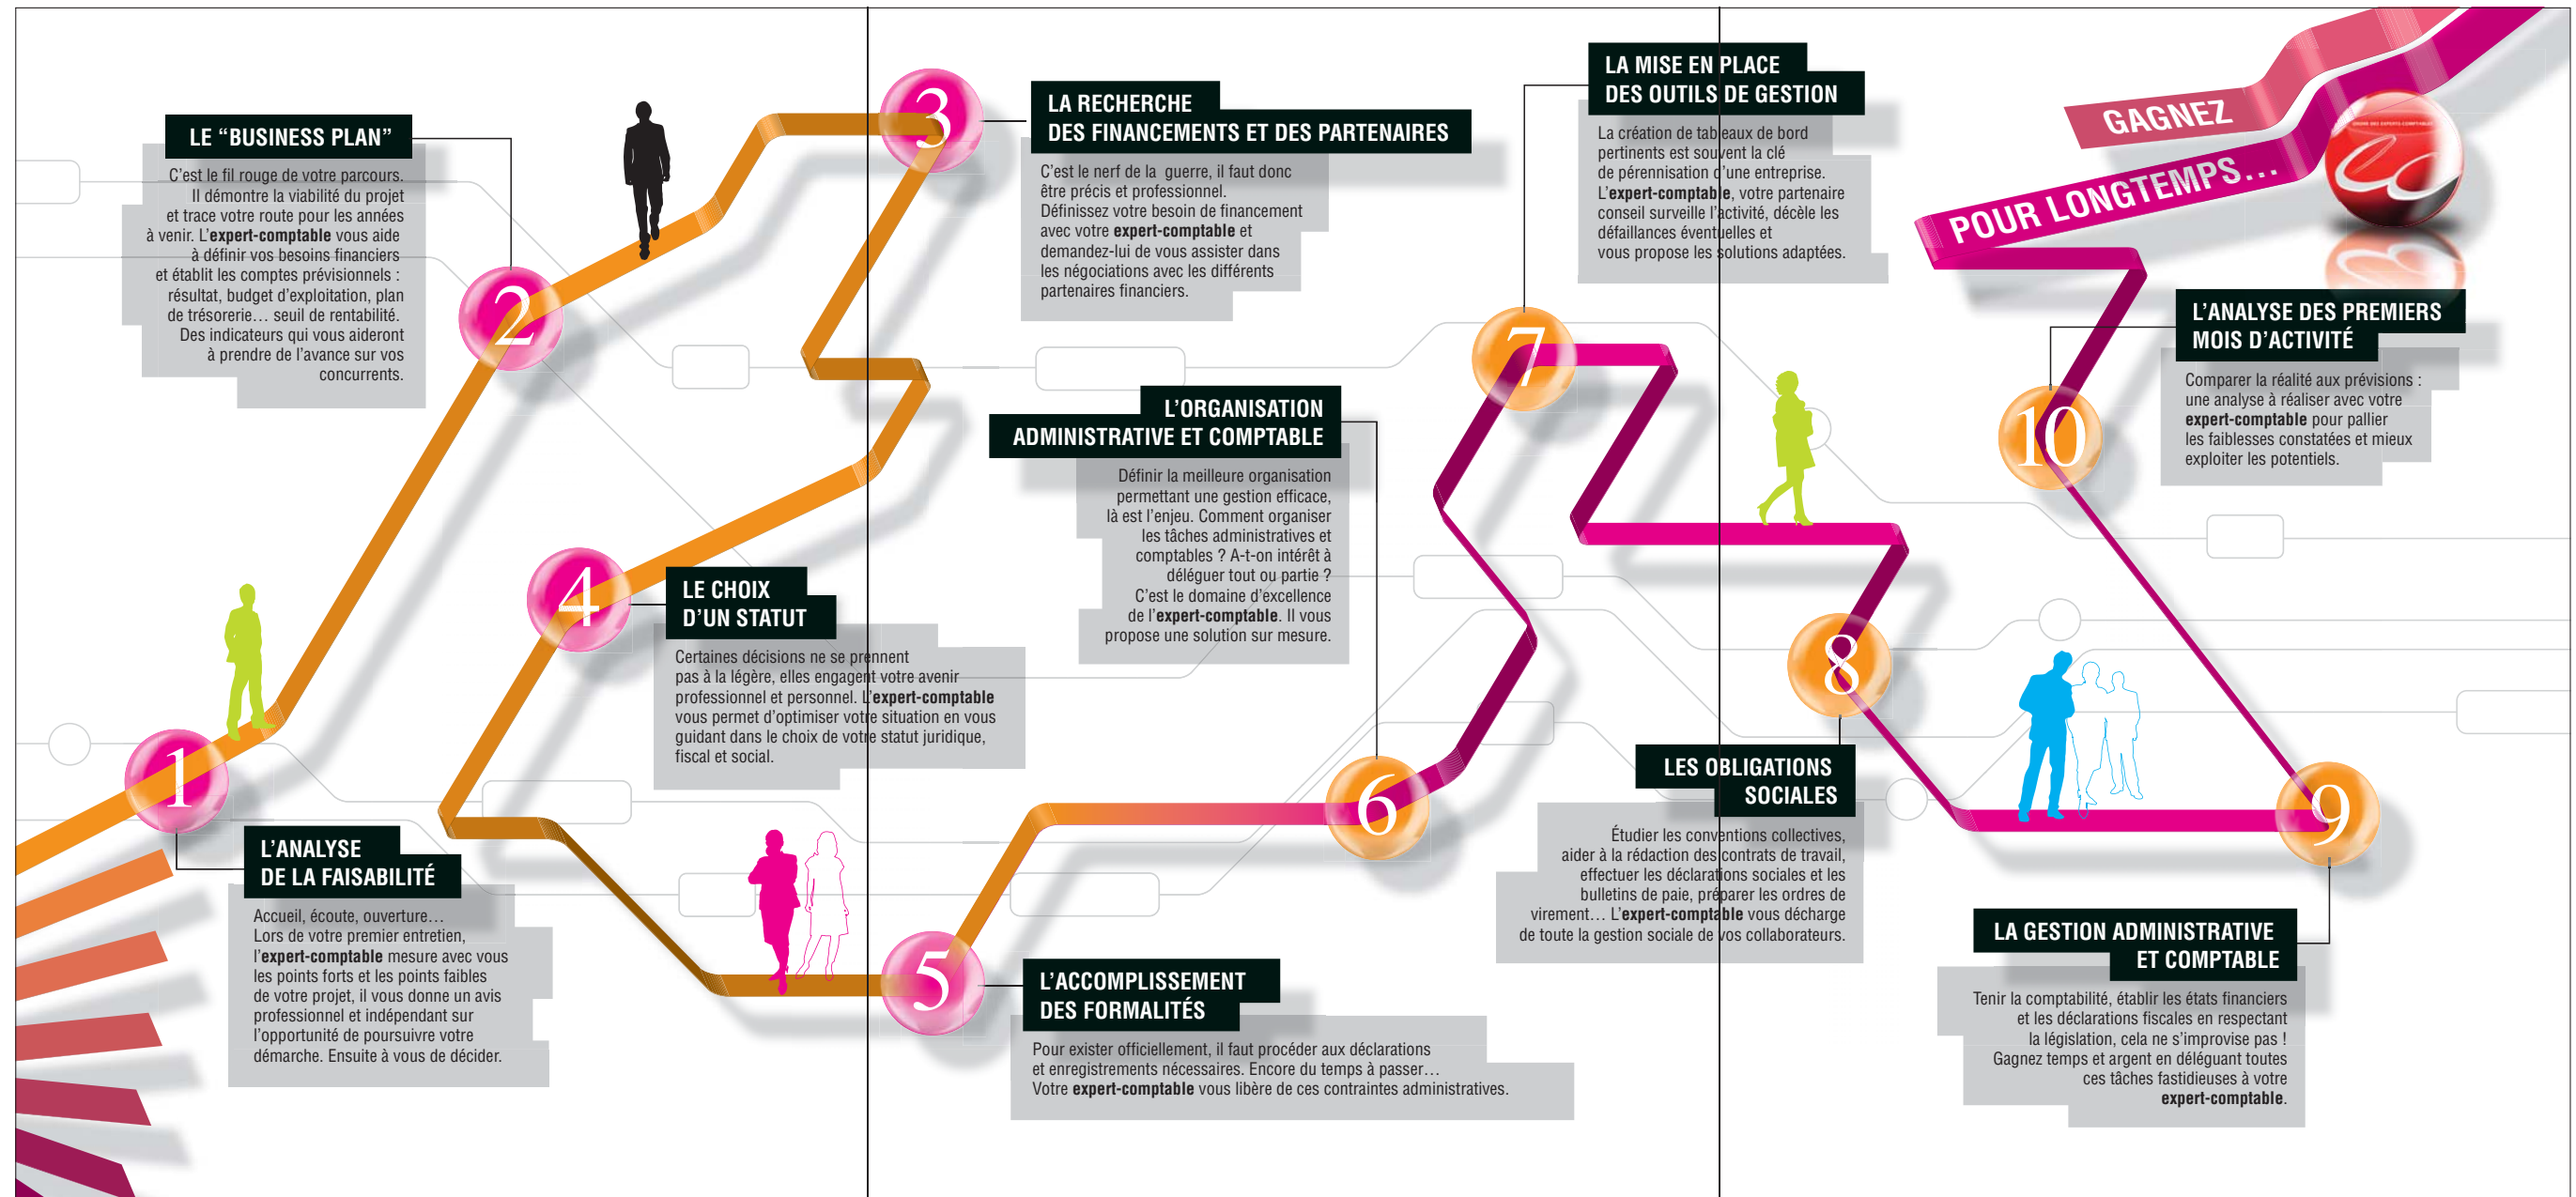 1
L'ANALYSE
DE LA FAISABILITÉ
Accueil, écoute, ouverture…
Lors de votre premier entretien,
l'expert-comptable mesure avec vous
les points forts et les points faibles
de votre projet, il vous donne un avis
professionnel et indépendant sur
l'opportunité de poursuivre votre
démarche. Ensuite à vous de décider.
2
LE “BUSINESS PLAN”
C'est le fil rouge de votre parcours.
Il démontre la viabilité du projet
et trace votre route pour les années
à venir. L'expert-comptable vous aide
à définir vos besoins financiers
et établit les comptes prévisionnels :
résultat, budget d'exploitation, plan
de trésorerie… seuil de rentabilité.
Des indicateurs qui vous aideront
à prendre de l'avance sur vos
concurrents.
3
LA RECHERCHE
DES FINANCEMENTS ET DES PARTENAIRES
C'est le nerf de la guerre, il faut donc
être précis et professionnel.
Définissez votre besoin de financement
avec votre expert-comptable et
demandez-lui de vous assister dans
les négociations avec les différents
partenaires financiers.
4
LE CHOIX
D'UN STATUT
Certaines décisions ne se prennent
pas à la légère, elles engagent votre avenir
professionnel et personnel. L'expert-comptable
vous permet d'optimiser votre situation en vous
guidant dans le choix de votre statut juridique,
fiscal et social.
5
L'ACCOMPLISSEMENT
DES FORMALITÉS
Pour exister officiellement, il faut procéder aux déclarations
et enregistrements nécessaires. Encore du temps à passer…
Votre expert-comptable vous libère de ces contraintes administratives.
6
L'ORGANISATION
ADMINISTRATIVE ET COMPTABLE
Définir la meilleure organisation
permettant une gestion efficace,
là est l'enjeu. Comment organiser
les tâches administratives et
comptables ? A-t-on intérêt à
déléguer tout ou partie ?
C'est le domaine d'excellence
de l'expert-comptable. Il vous
propose une solution sur mesure.
7
LA MISE EN PLACE
DES OUTILS DE GESTION
La création de tableaux de bord
pertinents est souvent la clé
de pérennisation d'une entreprise.
L'expert-comptable, votre partenaire
conseil surveille l'activité, décèle les
défaillances éventuelles et
vous propose les solutions adaptées.
8
LES OBLIGATIONS
SOCIALES
Étudier les conventions collectives,
aider à la rédaction des contrats de travail,
effectuer les déclarations sociales et les
bulletins de paie, préparer les ordres de
virement… L'expert-comptable vous décharge
de toute la gestion sociale de vos collaborateurs.
9
LA GESTION ADMINISTRATIVE
ET COMPTABLE
Tenir la comptabilité, établir les états financiers
et les déclarations fiscales en respectant
la législation, cela ne s'improvise pas !
Gagnez temps et argent en déléguant toutes
ces tâches fastidieuses à votre
expert-comptable.
10
L'ANALYSE DES PREMIERS
MOIS D'ACTIVITÉ
Comparer la réalité aux prévisions :
une analyse à réaliser avec votre
expert-comptable pour pallier
les faiblesses constatées et mieux
exploiter les potentiels.
GAGNEZ
POUR LONGTEMPS…
ORDRE DES EXPERTS-COMPTABLES